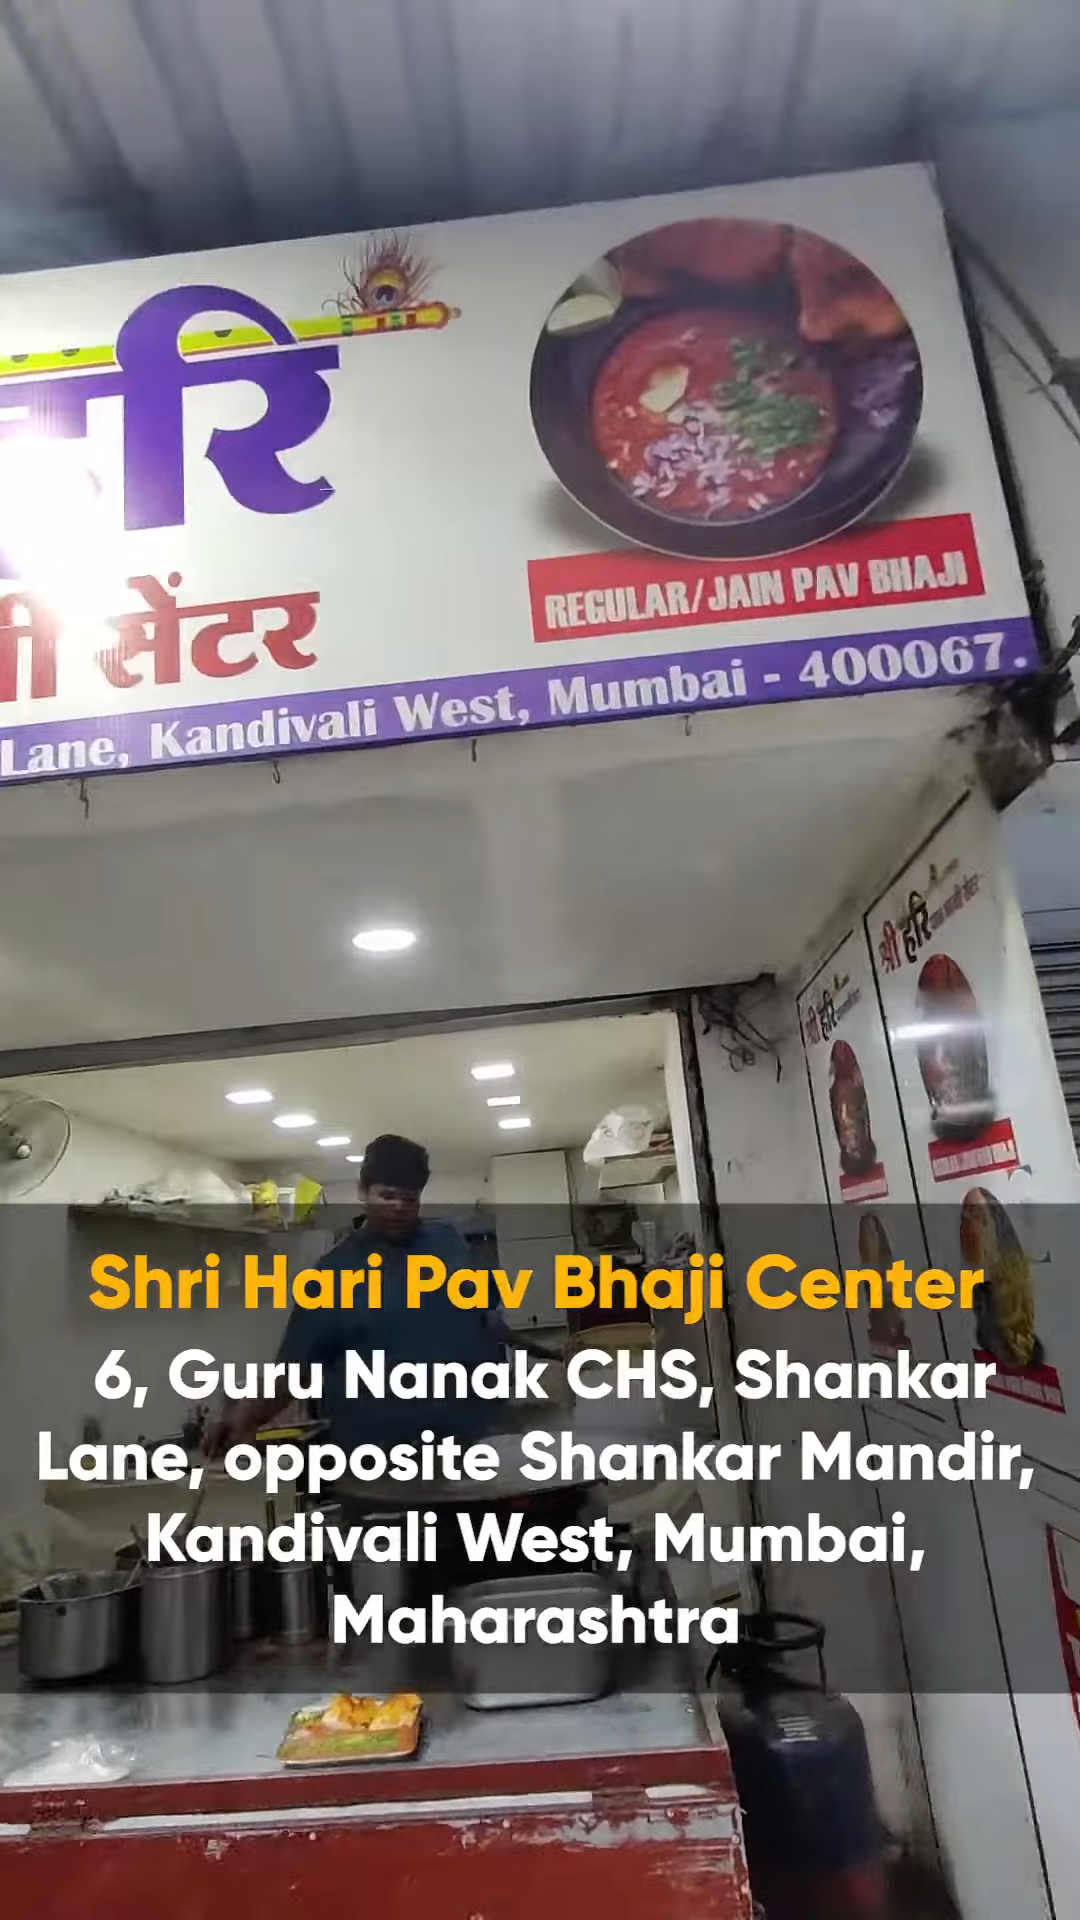 हरि
सेंटर
REGULAR/JAIN PAV BHAJI
Lane, Kandivali West, Mumbai - 400067.
श्री हरि
श्री हरि
Shri Hari Pav Bhaji Center
6, Guru Nanak CHS, Shankar
Lane, opposite Shankar Mandir,
Kandivali West, Mumbai,
Maharashtra